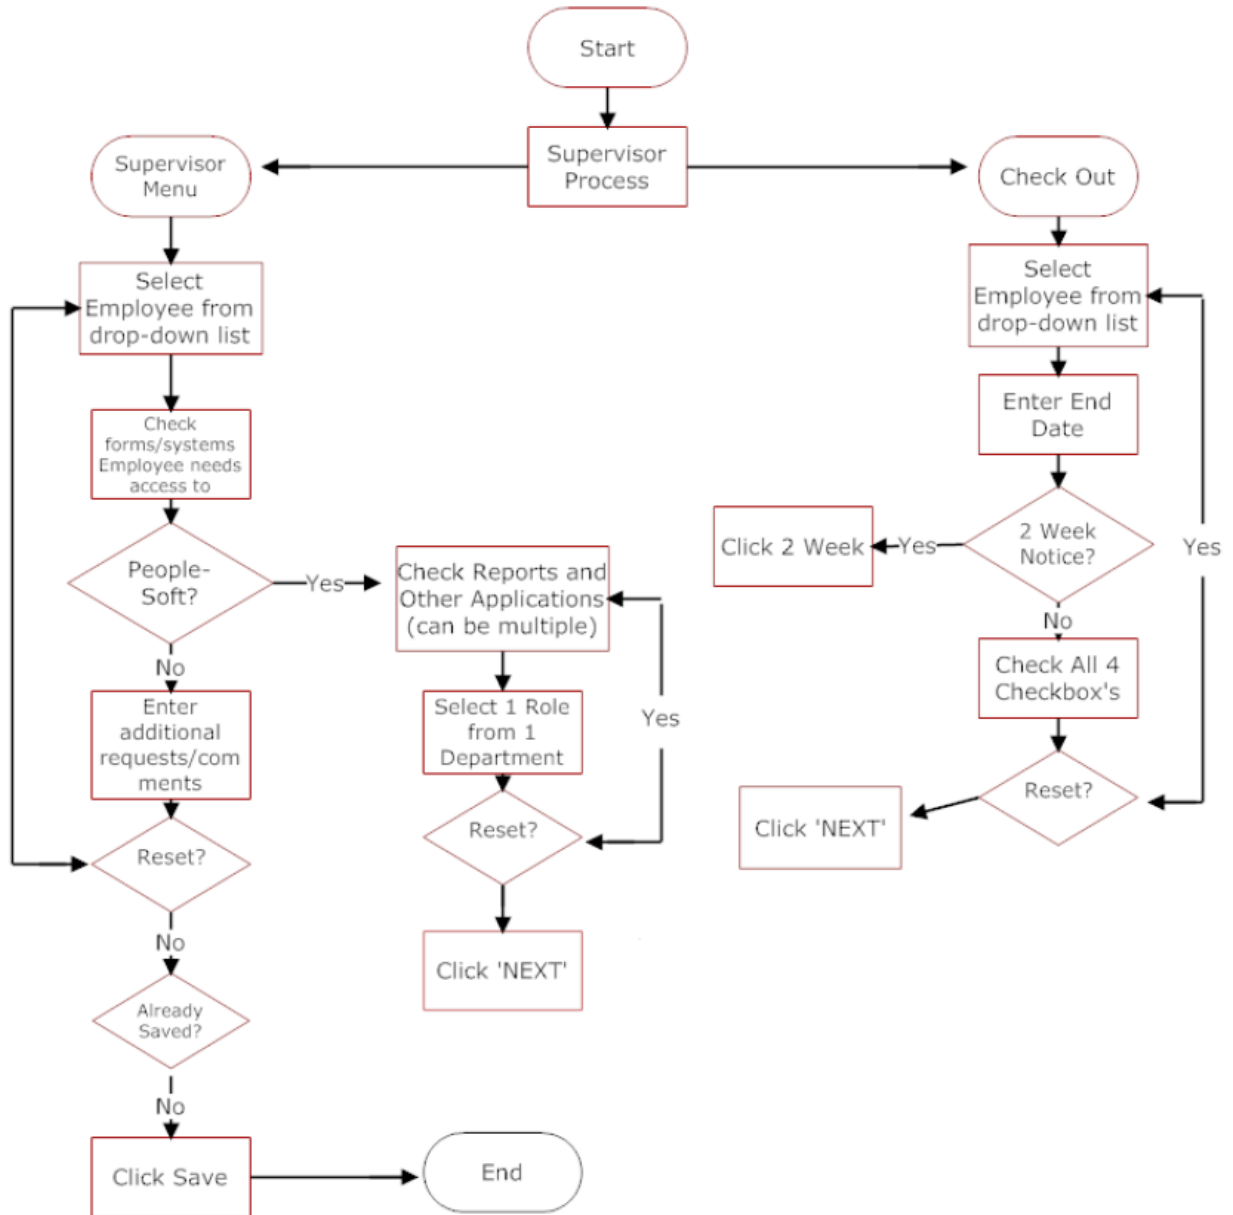 Start
Supervisor
Process
Supervisor
Menu
Check Out
Select
Employee from
drop-down list
Select
Employee from
drop-down list
Check
forms/systems
Employee needs
access to
Enter End
Date
People-
Soft?
Yes
Check Reports and
Other Applications
(can be multiple)
Click 2 Week
Yes
2 Week
Notice?
Yes
No
No
Enter
additional
requests/com
ments
Select 1 Role
from 1
Department
Yes
Check All 4
Checkbox's
Reset?
Reset?
Click 'NEXT'
Reset?
No
Click 'NEXT'
Already
Saved?
No
Click Save
End